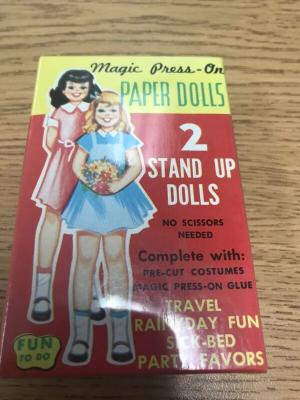 Magic Press-On
PAPER DOLLS
2
STAND UP
DOLLS
NO SCISSORS
NEEDED
Complete with:
PRE-CUT COSTUMES
MAGIC PRESS-ON GLUE
TRAVEL
RAINY DAY FUN
SICK-BED
PARTY FAVORS
FUN
TO DO